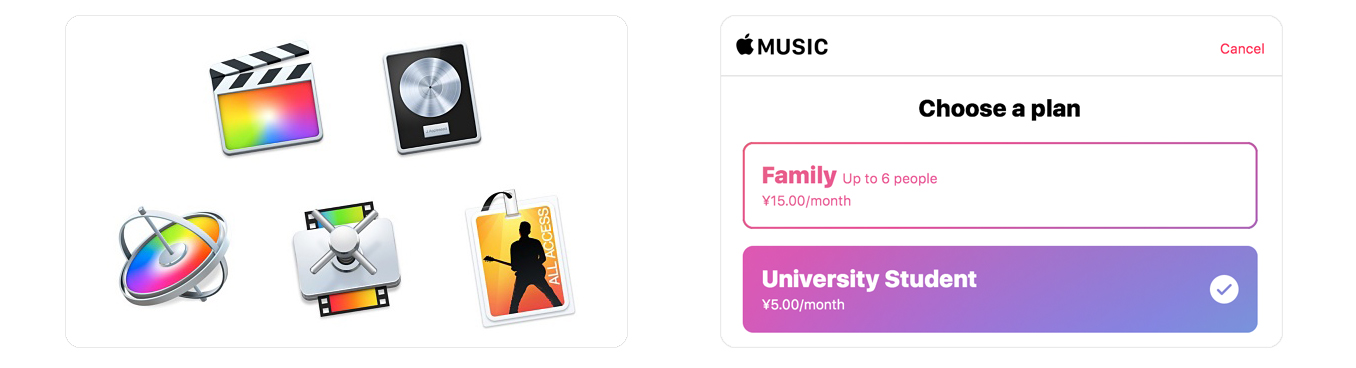 ALL ACCESS
MUSIC
Cancel
Choose a plan
Family Up to 6 people
¥15.00/month
University Student
¥5.00/month